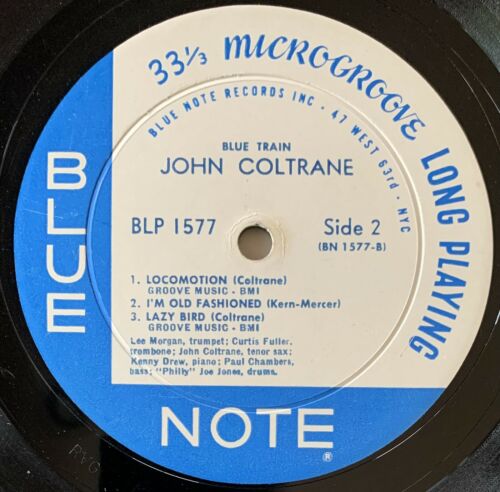 33 1/3 MICROGROOVE LONG PLAYING
BLUE NOTE RECORDS INC · 47 WEST 63rd · NYC
BLUE TRAIN
JOHN COLTRANE
BLP 1577
Side 2
(BN 1577-B)
1. LOCOMOTION (Coltrane)
GROOVE MUSIC - BMI
2. I'M OLD FASHIONED (Kern-Mercer)
3. LAZY BIRD (Coltrane)
GROOVE MUSIC - BMI
Lee Morgan, trumpet; Curtis Fuller,
trombone; John Coltrane, tenor sax;
Kenny Drew, piano; Paul Chambers,
bass; "Philly" Joe Jones, drums.
BLUE
NOTE
®